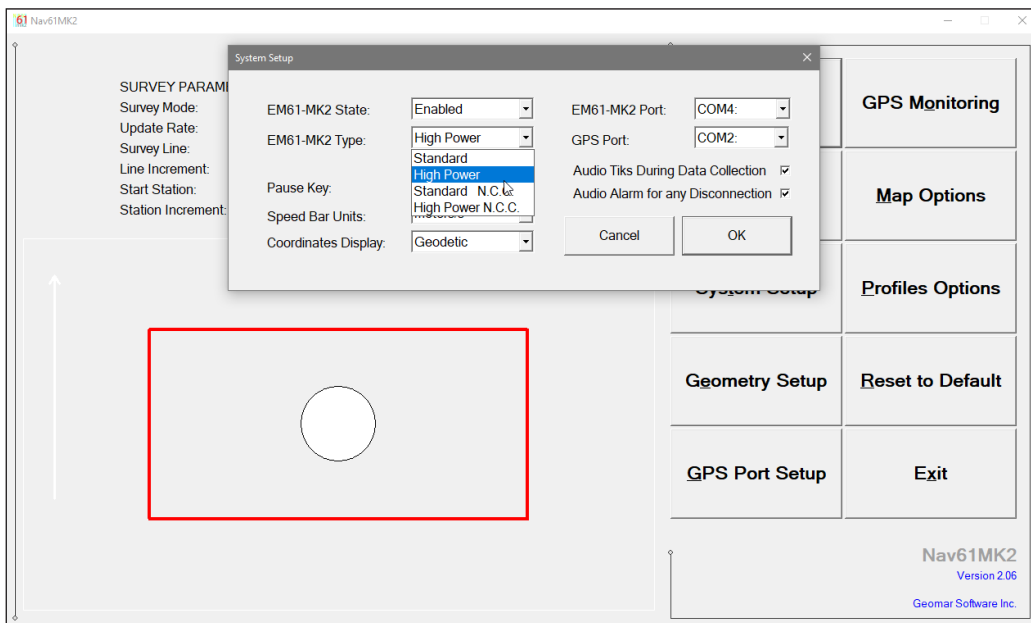 61 Nav61MK2
System Setup
SURVEY PARAM
Survey Mode:
Update Rate:
Survey Line:
Line Increment:
Start Station:
Station Increment:
EM61-MK2 State:
Enabled
EM61-MK2 Type:
High Power
Standard
High Power
Standard N.C.C.
High Power N.C.C.
Pause Key:
Speed Bar Units:
Coordinates Display:
Geodetic
EM61-MK2 Port:
COM4:
GPS Port:
COM2:
Audio Tiks During Data Collection
Audio Alarm for any Disconnection
Cancel
OK
GPS Monitoring
Map Options
System Setup
Profiles Options
Geometry Setup
Reset to Default
GPS Port Setup
Exit
Nav61MK2
Version 2.06
Geomar Software Inc.